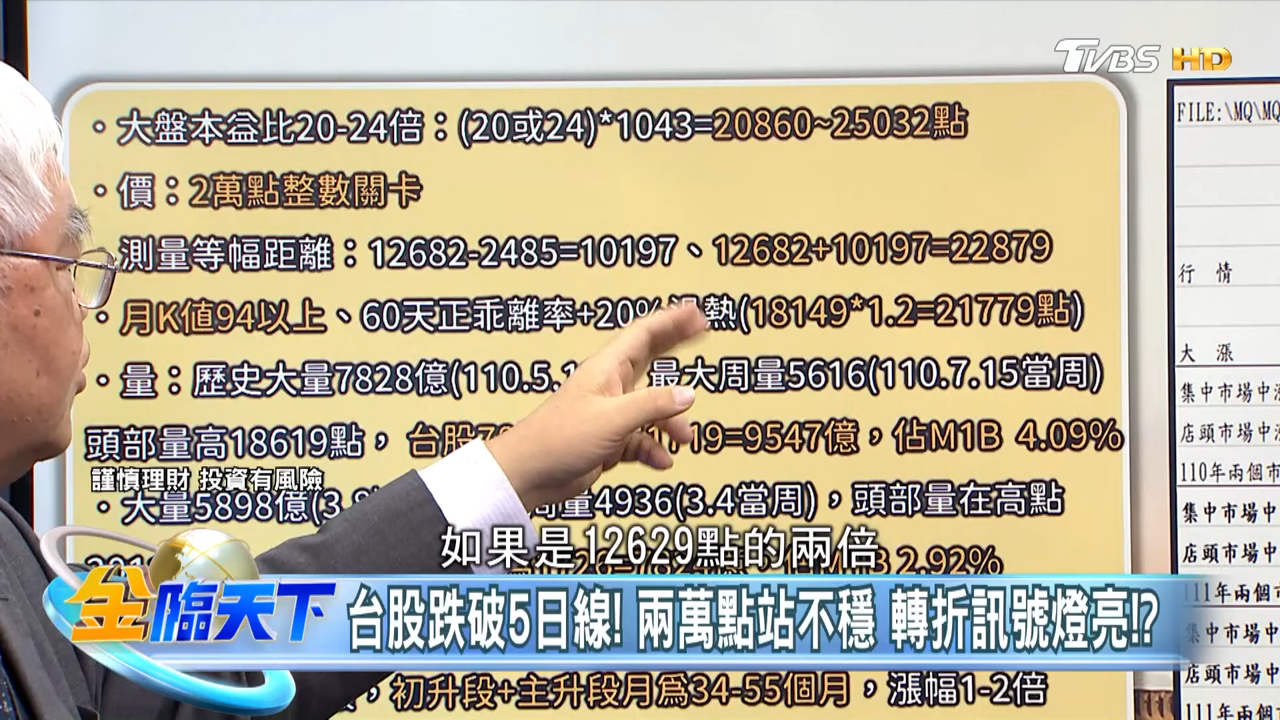 TVBS HD
・大盤本益比20-24倍：(20或24)*1043=20860~25032點
・價：2萬點整數關卡
・測量等幅距離：12682-2485=10197、12682+10197=22879
・月K值94以上、60天正乖離率+20%過熱(18149*1.2=21779點)
・量：歷史大量7828億(110.5.1 最大周量5616(110.7.15當周)
頭部量高18619點，台股 19=9547億，佔M1B 4.09%
謹慎理財 投資有風險
・大量5898億(3. 周量4936(3.4當周)，頭部量在高點
2.92%
如果是12629點的兩倍
金臨天下
台股跌破5日線! 兩萬點站不穩 轉折訊號燈亮!?
，初升段+主升段月為34-55個月，漲幅1-2倍
FILE:\MQ\MQ
行 情
大 漲
集中市場中
店頭市場中
110年兩個市
集中市場中
店頭市場中
111年兩個
集中市場中
店頭市場中
111年兩個